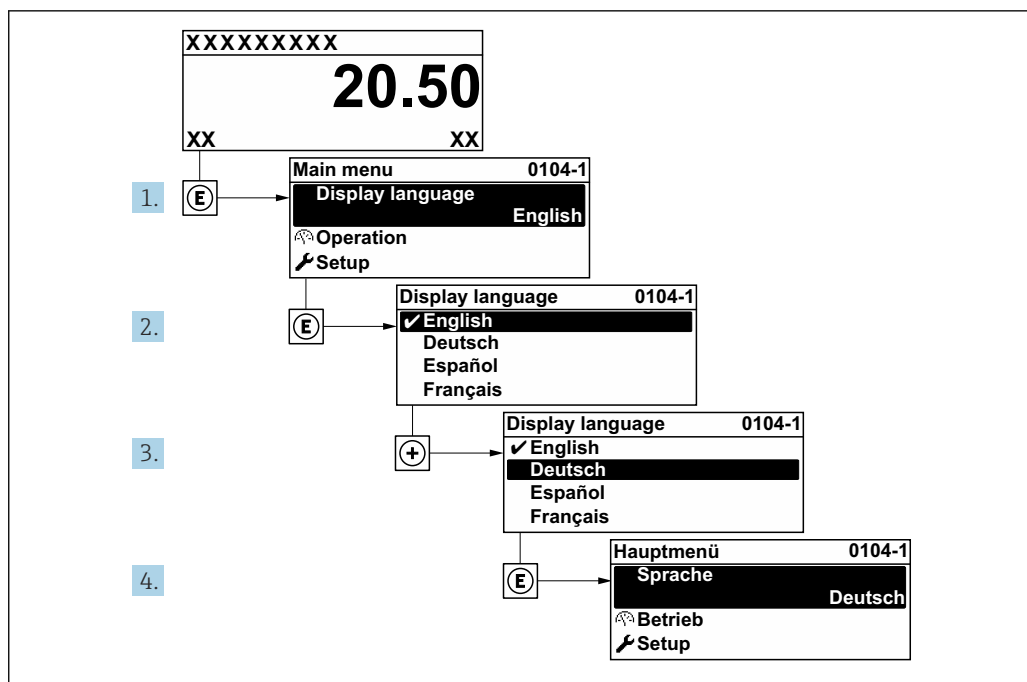 XXXXXXXXX
20.50
XX XX
1. E
Main menu 0104-1
Display language
English
Operation
Setup
2. E
Display language 0104-1
✔English
Deutsch
Español
Français
3. +
Display language 0104-1
✔English
Deutsch
Español
Français
4. E
Hauptmenü 0104-1
Sprache
Deutsch
Betrieb
Setup